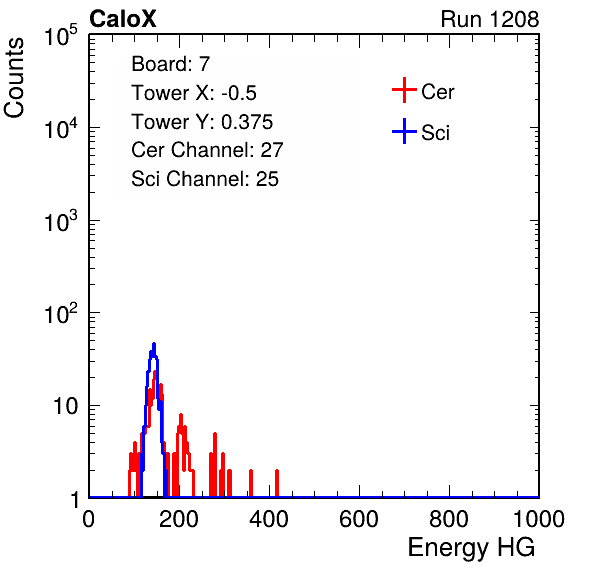 CaloX Run 1208
Counts
Board: 7
Tower X: -0.5
Tower Y: 0.375
Cer Channel: 27
Sci Channel: 25
Cer
Sci
10^5
10^4
10^3
10^2
10
1
0 200 400 600 800 1000
Energy HG